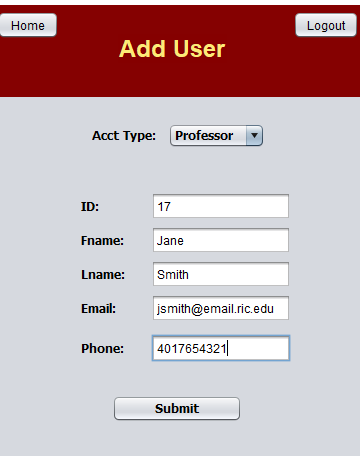 Home
Logout
Add User
Acct Type: Professor
ID: 17
Fname: Jane
Lname: Smith
Email: jsmith@email.ric.edu
Phone: 4017654321
Submit